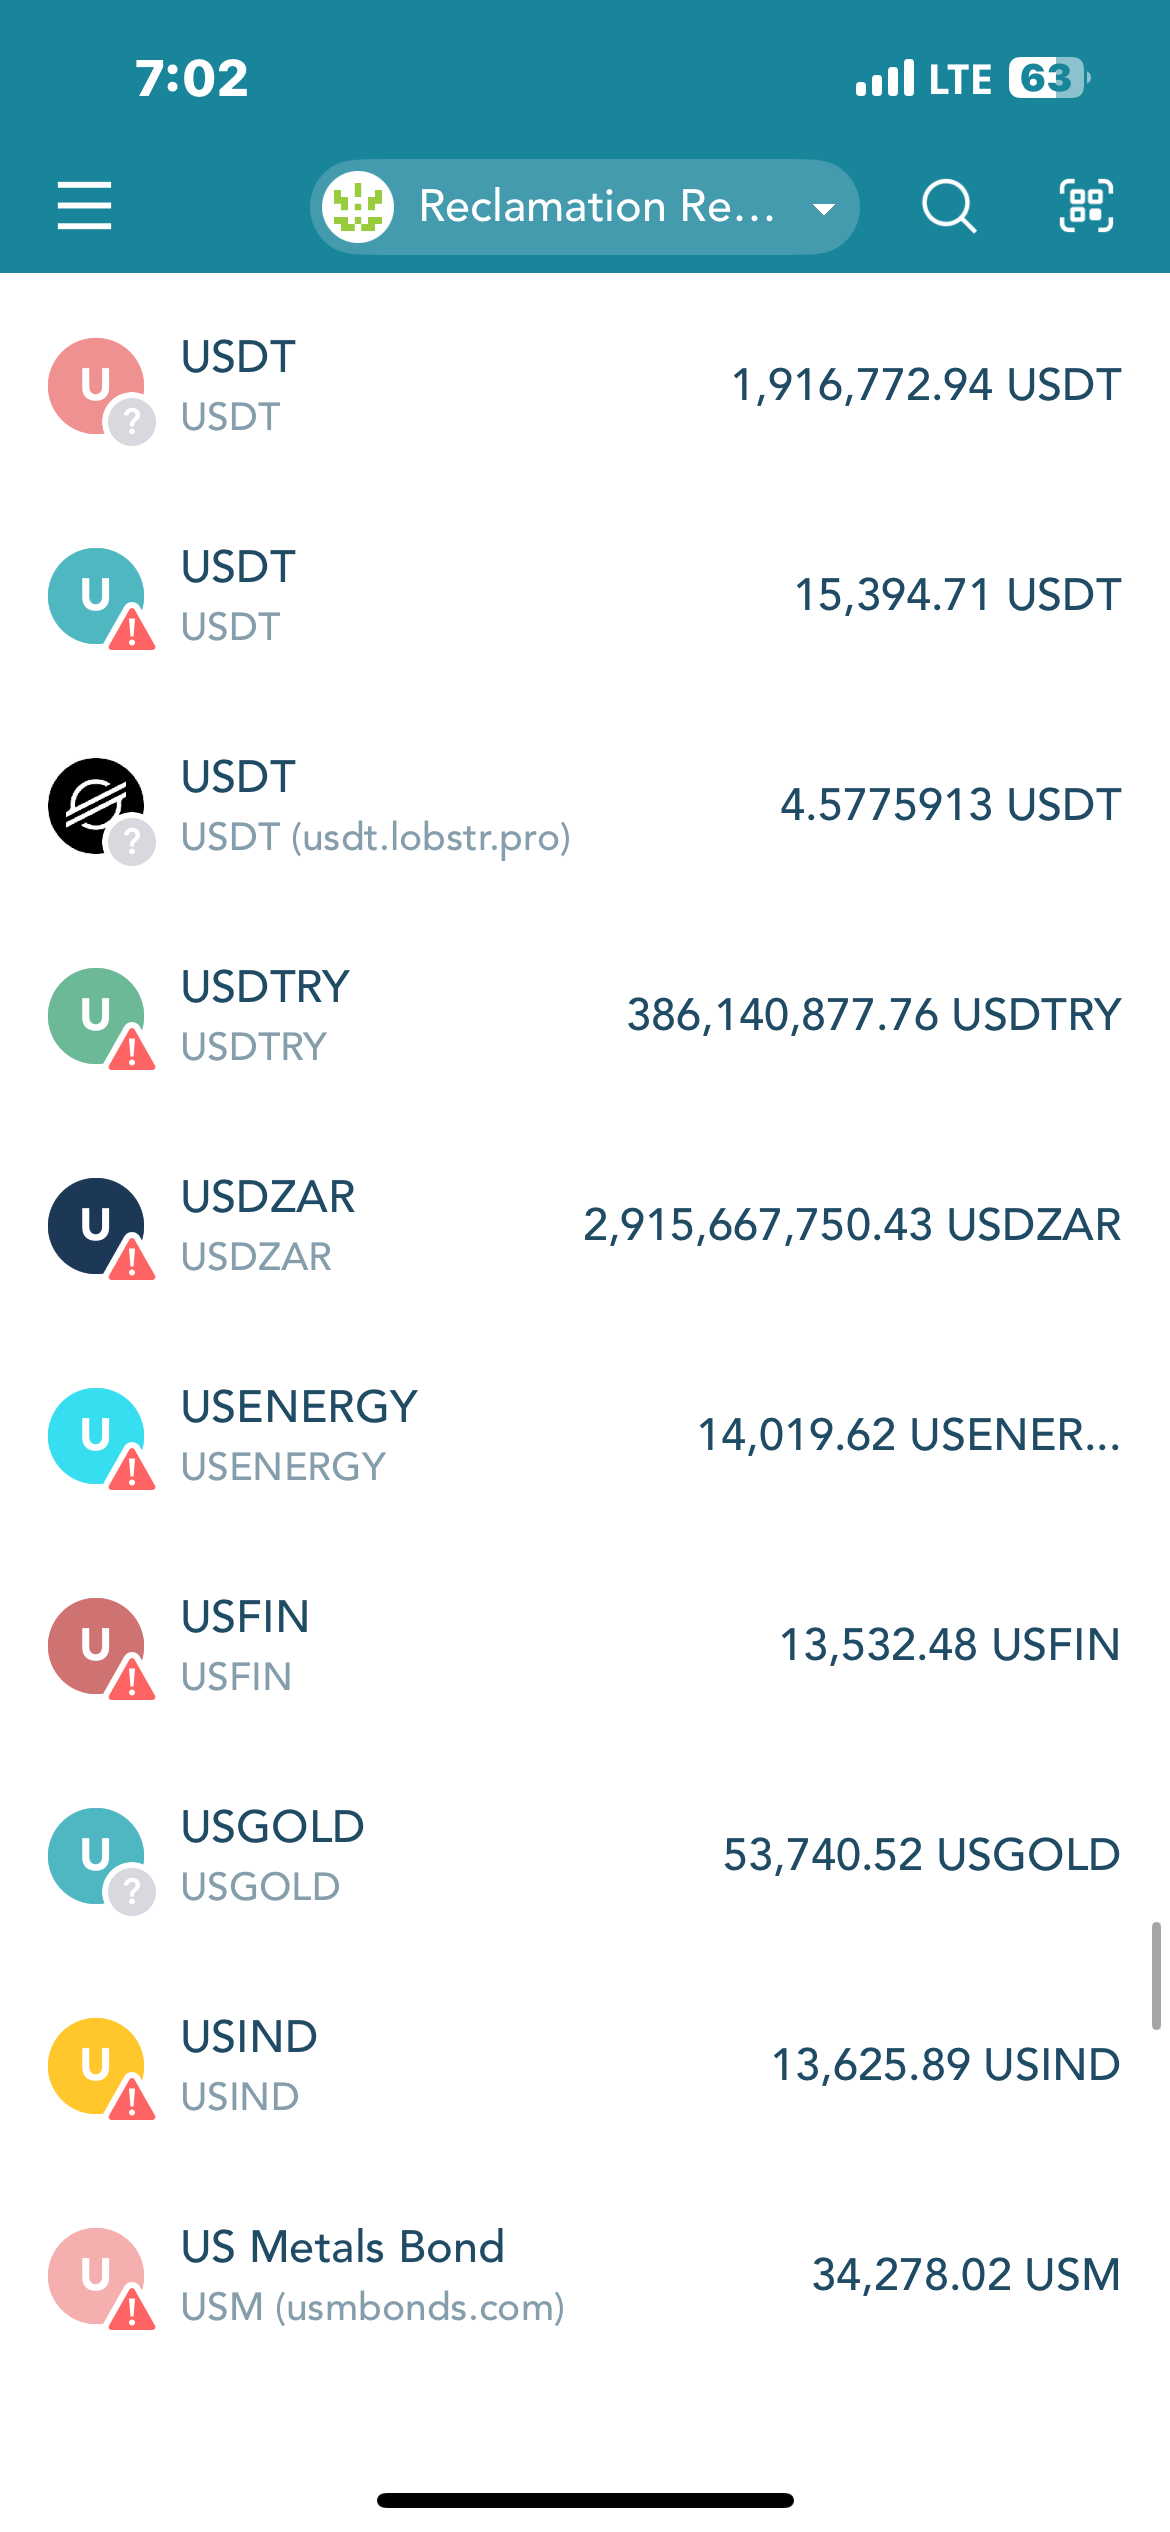 7:02
LTE 63
Reclamation Re...
U
USDT
1,916,772.94 USDT
?
USDT
U
USDT
15,394.71 USDT
!
USDT
USDT
4.5775913 USDT
?
USDT (usdt.lobstr.pro)
U
USDTRY
386,140,877.76 USDTRY
!
USDTRY
U
USDZAR
2,915,667,750.43 USDZAR
!
USDZAR
U
USENERGY
14,019.62 USENER...
!
USENERGY
U
USFIN
13,532.48 USFIN
!
USFIN
U
USGOLD
53,740.52 USGOLD
?
USGOLD
U
USIND
13,625.89 USIND
!
USIND
U
US Metals Bond
34,278.02 USM
!
USM (usmbonds.com)